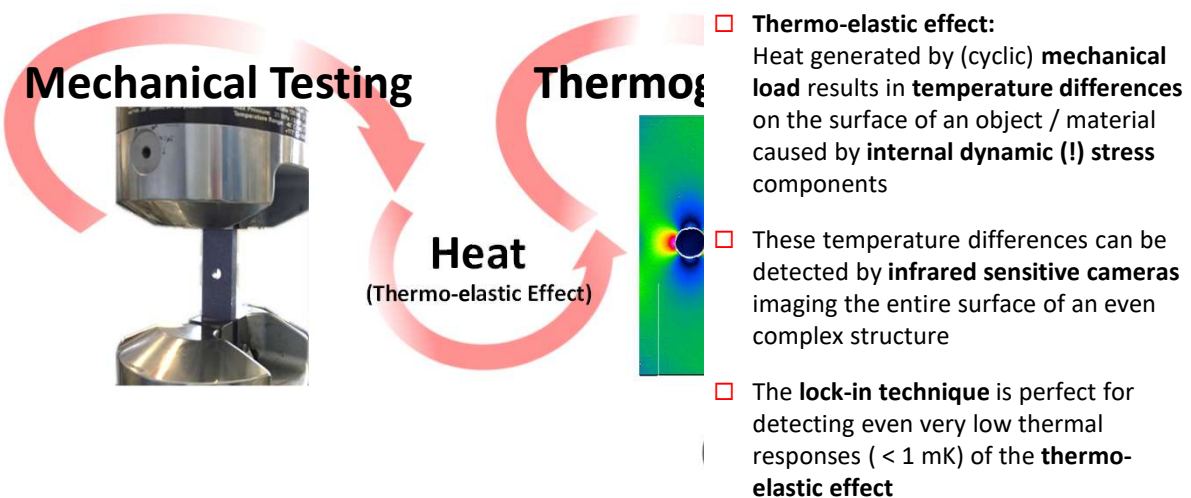 Mechanical Testing
Thermog
Heat
(Thermo-elastic Effect)
Thermo-elastic effect:
Heat generated by (cyclic) mechanical
load results in temperature differences
on the surface of an object / material
caused by internal dynamic (!) stress
components
These temperature differences can be
detected by infrared sensitive cameras
imaging the entire surface of an even
complex structure
The lock-in technique is perfect for
detecting even very low thermal
responses ( < 1 mK) of the thermo-
elastic effect